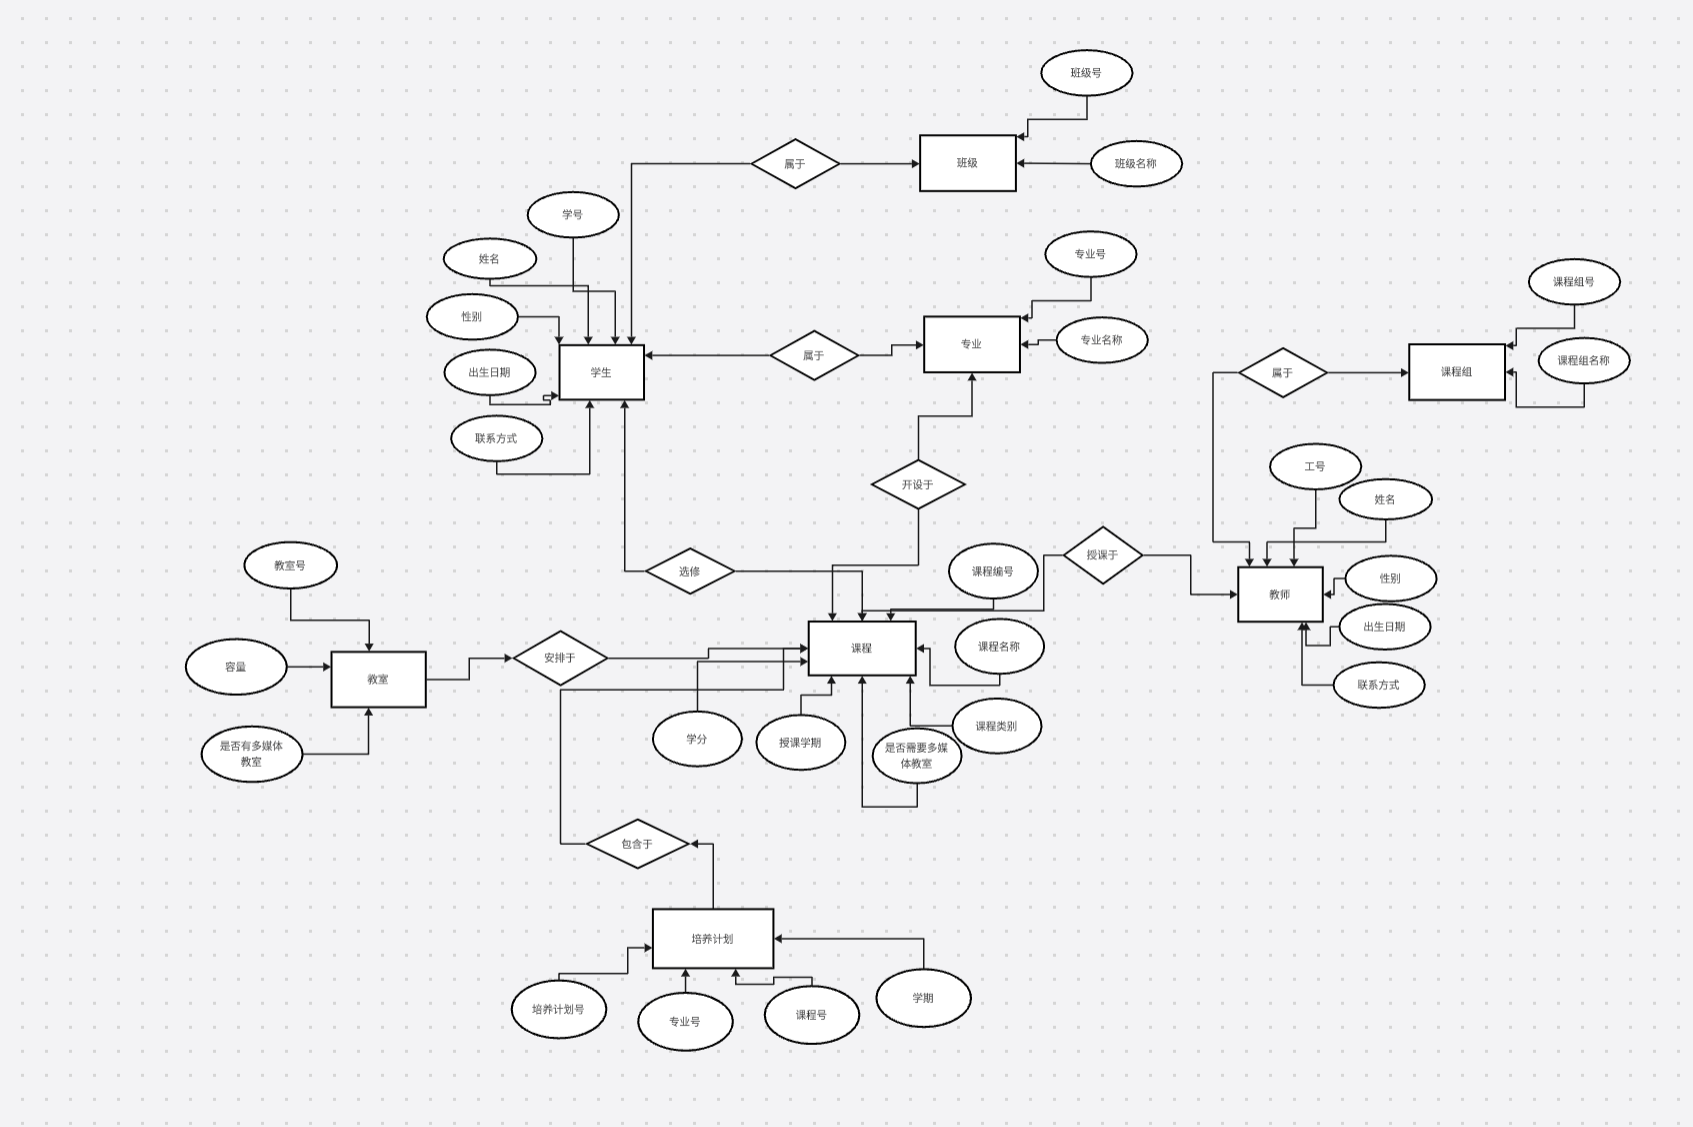 班级号
属于
班级
班级名称
学号
姓名
专业号
课程组号
性别
属于
专业
专业名称
出生日期
学生
属于
课程组
课程组名称
联系方式
开设于
工号
姓名
教室号
选修
课程编号
授课于
教师
性别
出生日期
容量
教室
安排于
课程
课程名称
联系方式
是否有多媒体
教室
学分
授课学期
是否需要多媒
体教室
课程类别
包含于
培养计划
培养计划号
专业号
课程号
学期